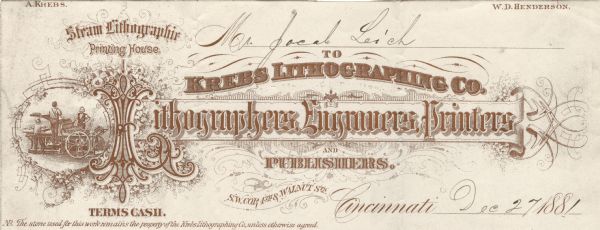 A. KREBS.
W. D. HENDERSON.
Steam Lithographic
Printing House.
Mr. Jacob Leich
TO
KREBS LITHOGRAPHING CO.
Lithographers, Engravers, Printers
AND
PUBLISHERS.
S.W. COR. 4TH & WALNUT STS.
Cincinnati Dec 27 1881
TERMS CASH.
NB. The stone used for this work remains the property of the Krebs Lithographing Co, unless otherwise agreed.